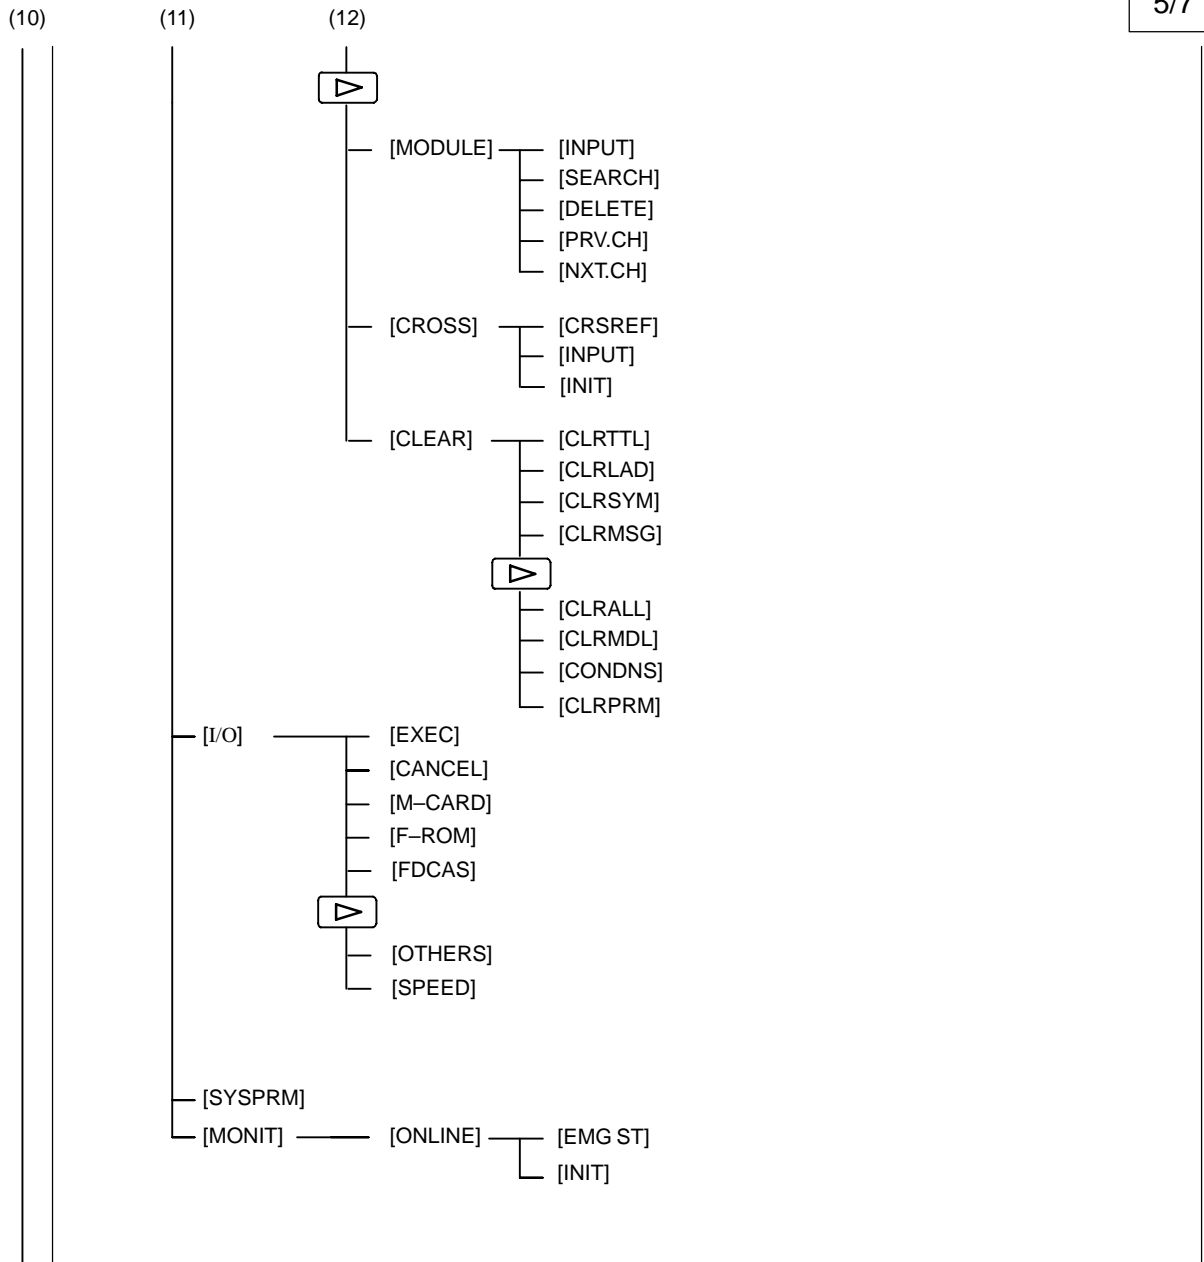 5/7
(10) (11) (12)
[MODULE] [INPUT]
[SEARCH]
[DELETE]
[PRV.CH]
[NXT.CH]
[CROSS] [CRSREF]
[INPUT]
[INIT]
[CLEAR] [CLRTTL]
[CLRLAD]
[CLRSYM]
[CLRMSG]
[CLRALL]
[CLRMDL]
[CONDNS]
[CLRPRM]
[I/O] [EXEC]
[CANCEL]
[M–CARD]
[F–ROM]
[FDCAS]
[OTHERS]
[SPEED]
[SYSPRM]
[MONIT] [ONLINE] [EMG ST]
[INIT]